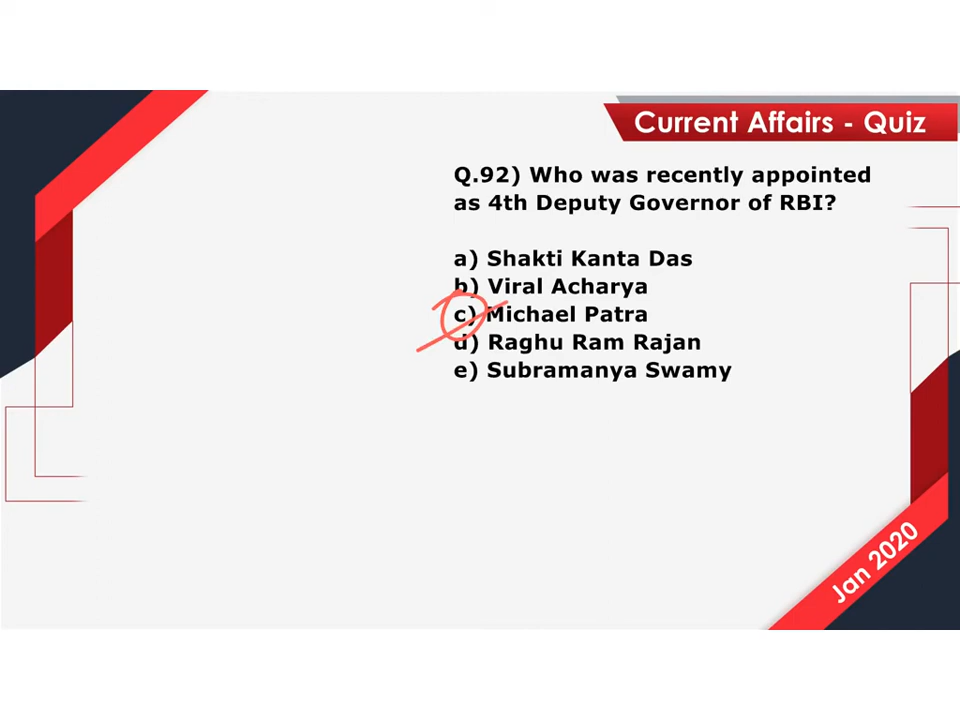 Current Affairs - Quiz
Q.92) Who was recently appointed
as 4th Deputy Governor of RBI?
a) Shakti Kanta Das
b) Viral Acharya
c) Michael Patra
d) Raghu Ram Rajan
e) Subramanya Swamy
Jan 2020